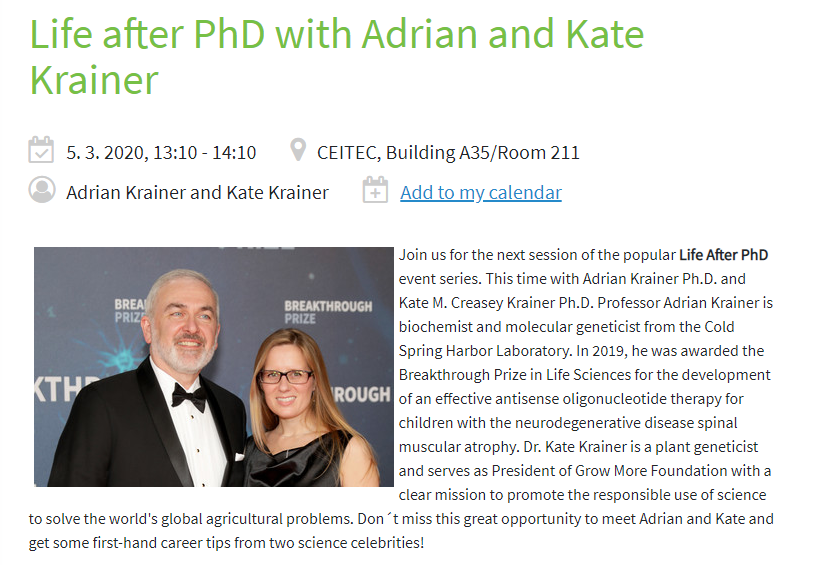 Life after PhD with Adrian and Kate
Krainer
5. 3. 2020, 13:10 - 14:10
CEITEC, Building A35/Room 211
Adrian Krainer and Kate Krainer
Add to my calendar
BREA
PRIZ
BREAKTHROUGH
PRIZE
KTH
ROUGH
Join us for the next session of the popular Life After PhD
event series. This time with Adrian Krainer Ph.D. and
Kate M. Creasey Krainer Ph.D. Professor Adrian Krainer is
biochemist and molecular geneticist from the Cold
Spring Harbor Laboratory. In 2019, he was awarded the
Breakthrough Prize in Life Sciences for the development
of an effective antisense oligonucleotide therapy for
children with the neurodegenerative disease spinal
muscular atrophy. Dr. Kate Krainer is a plant geneticist
and serves as President of Grow More Foundation with a
clear mission to promote the responsible use of science
to solve the world's global agricultural problems. Don´t miss this great opportunity to meet Adrian and Kate and
get some first-hand career tips from two science celebrities!